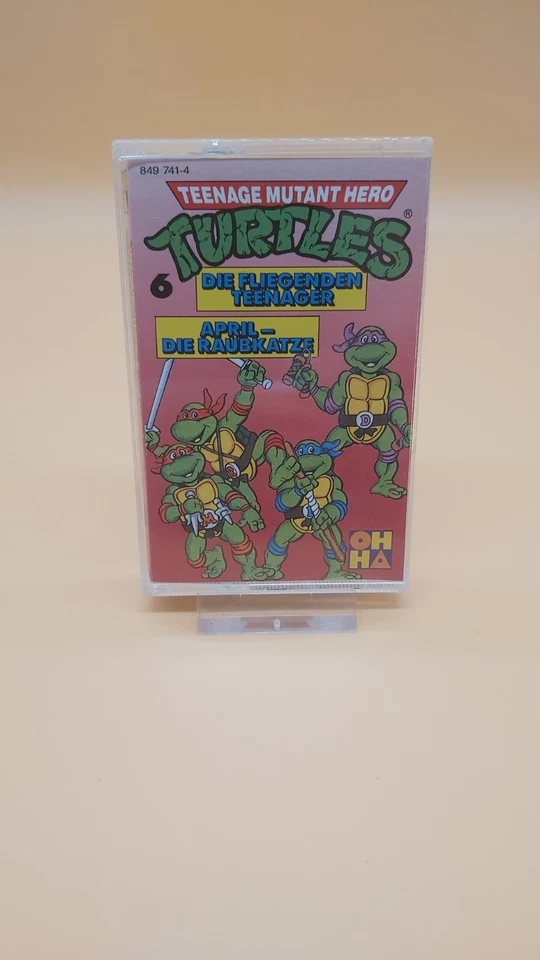 849 741-4
TEENAGE MUTANT HERO
TURTLES®
6
DIE FLIEGENDEN
TEENAGER
APRIL –
DIE RAUBKATZE
D
M
OH
HA